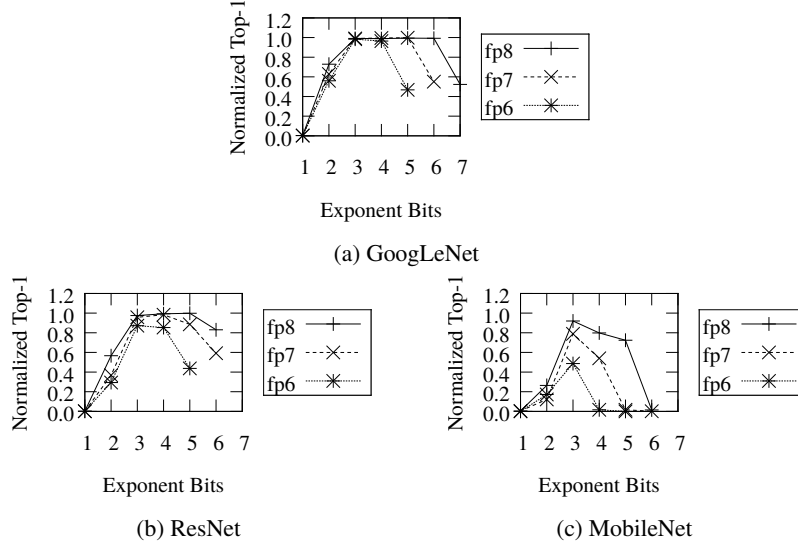 Normalized Top-1
1.2
1.0
0.8
0.6
0.4
0.2
0.0
1 2 3 4 5 6 7
Exponent Bits
fp8
fp7
fp6
(a) GoogLeNet
Normalized Top-1
1.2
1.0
0.8
0.6
0.4
0.2
0.0
1 2 3 4 5 6 7
Exponent Bits
fp8
fp7
fp6
(b) ResNet
Normalized Top-1
1.2
1.0
0.8
0.6
0.4
0.2
0.0
1 2 3 4 5 6 7
Exponent Bits
fp8
fp7
fp6
(c) MobileNet